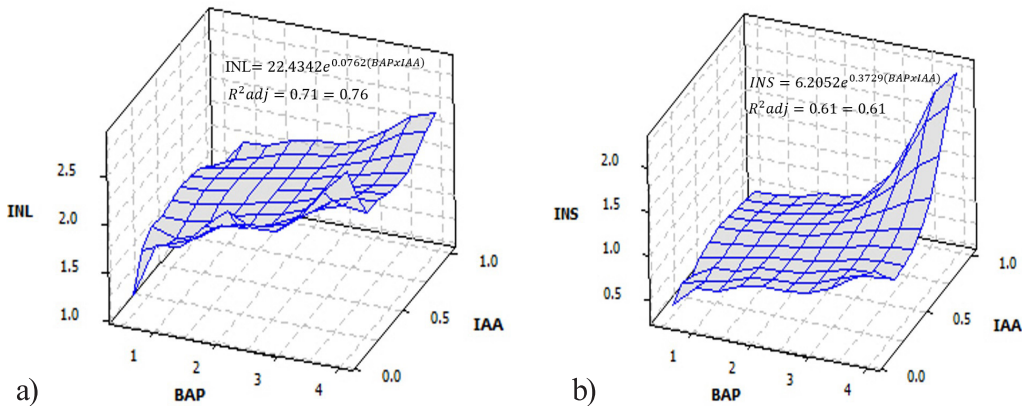 INL= 22.4342e^{0.0762(BAPxIAA)}
R²adj = 0.71 = 0.76
2.5
2.0
1.5
1.0
INL
1
2
3
4
BAP
0.0
0.5
1.0
IAA
a)
INS = 6.2052e^{0.3729(BAPxIAA)}
R²adj = 0.61 = 0.61
2.0
1.5
1.0
0.5
INS
1
2
3
4
BAP
0.0
0.5
1.0
IAA
b)